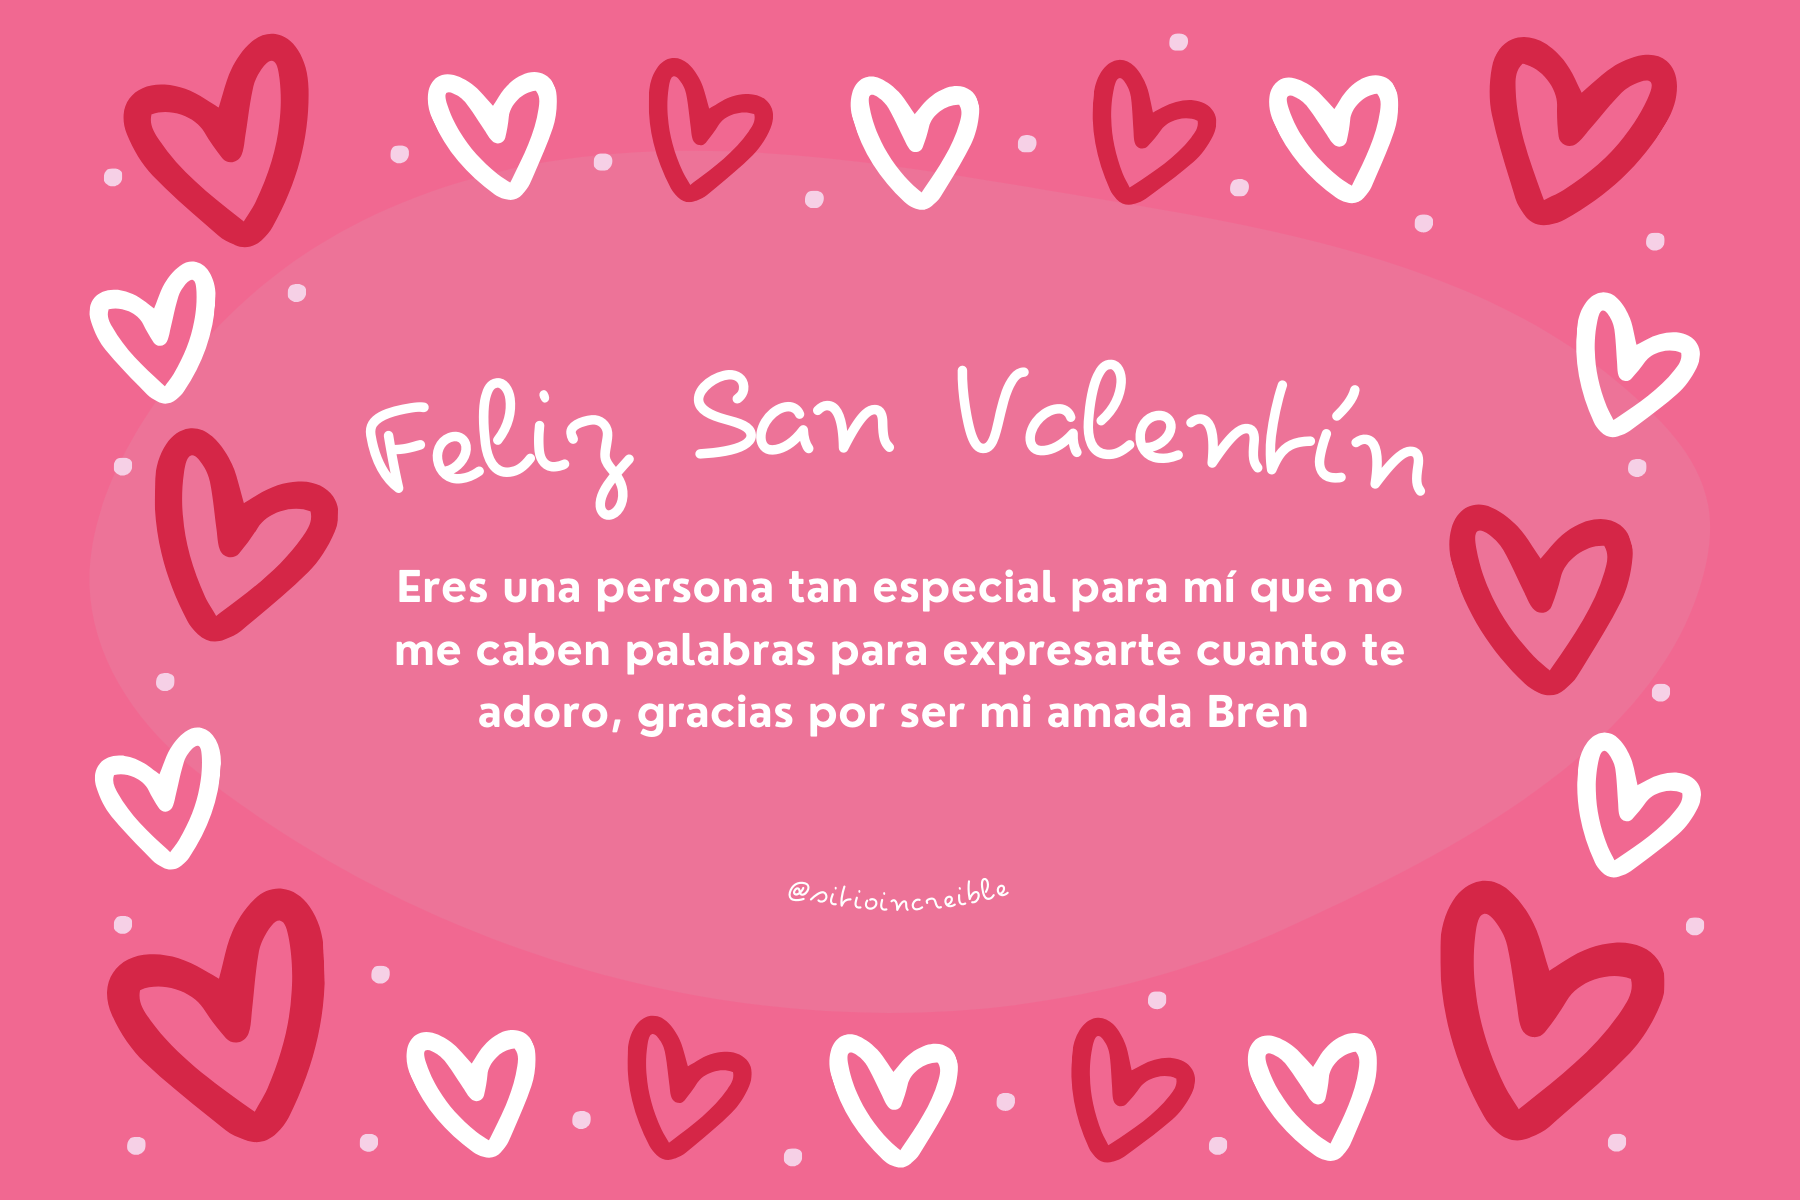 Feliz San Valentín
Eres una persona tan especial para mí que no
me caben palabras para expresarte cuanto te
adoro, gracias por ser mi amada Bren
@sitioincreible